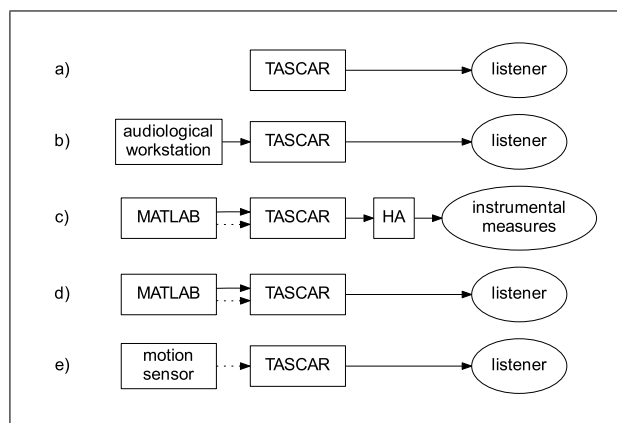 a) TASCAR listener
b) audiological workstation TASCAR listener
c) MATLAB TASCAR HA instrumental measures
d) MATLAB TASCAR listener
e) motion sensor TASCAR listener